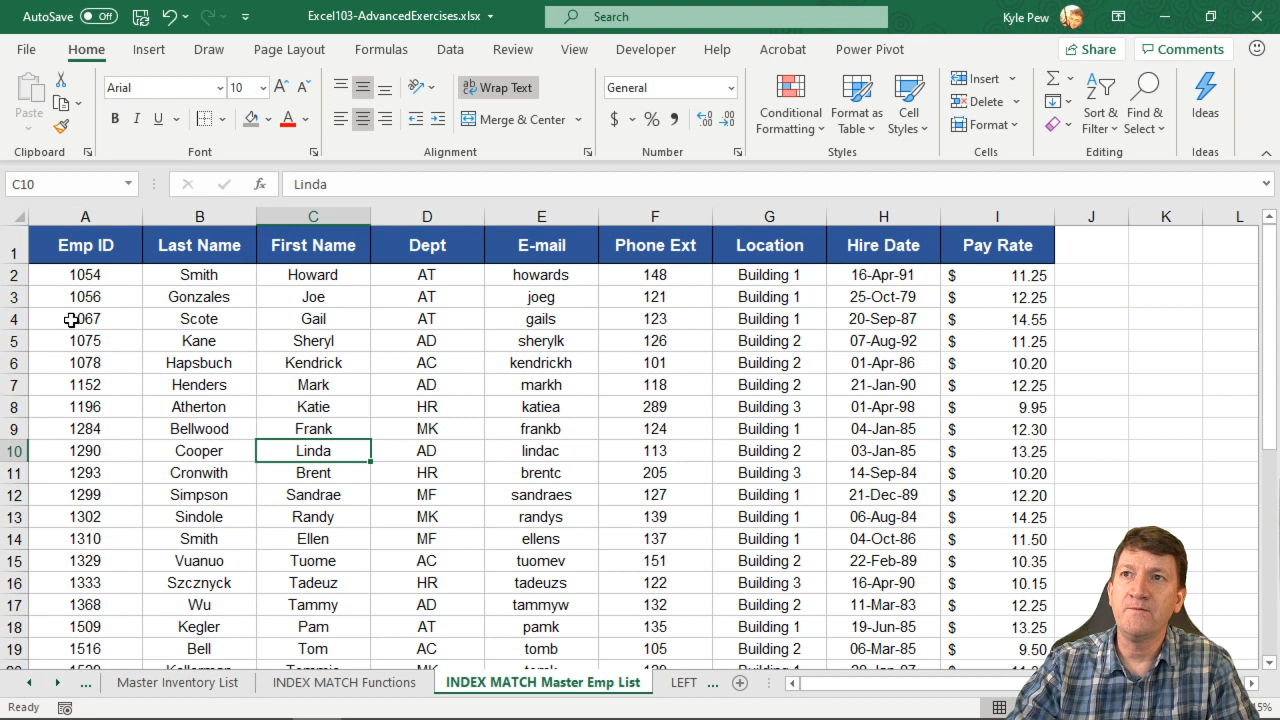 AutoSave Off Excel103-AdvancedExercises.xlsx Search Kyle Pew
File Home Insert Draw Page Layout Formulas Data Review View Developer Help Acrobat Power Pivot Share Comments
Paste
Clipboard
Arial 10
B I U A
Font
Wrap Text
Merge & Center
Alignment
General
$ % ,
Number
Conditional Formatting
Format as Table
Cell Styles
Styles
Insert
Delete
Format
Cells
Sort & Filter
Find & Select
Editing
Ideas
Ideas
C10 fx Linda
A B C D E F G H I J K L
1 Emp ID Last Name First Name Dept E-mail Phone Ext Location Hire Date Pay Rate
2 1054 Smith Howard AT howards 148 Building 1 16-Apr-91 $ 11.25
3 1056 Gonzales Joe AT joeg 121 Building 1 25-Oct-79 $ 12.25
4 1067 Scote Gail AT gails 123 Building 1 20-Sep-87 $ 14.55
5 1075 Kane Sheryl AD sherylk 126 Building 2 07-Aug-92 $ 11.25
6 1078 Hapsbuch Kendrick AC kendrickh 101 Building 2 01-Apr-86 $ 10.20
7 1152 Henders Mark AD markh 118 Building 2 21-Jan-90 $ 12.25
8 1196 Atherton Katie HR katiea 289 Building 3 01-Apr-98 $ 9.95
9 1284 Bellwood Frank MK frankb 124 Building 1 04-Jan-85 $ 12.30
10 1290 Cooper Linda AD lindac 113 Building 2 03-Jan-85 $ 13.25
11 1293 Cronwith Brent HR brentc 205 Building 3 14-Sep-84 $ 10.20
12 1299 Simpson Sandrae MF sandraes 127 Building 1 21-Dec-89 $ 12.20
13 1302 Sindole Randy MK randys 139 Building 1 06-Aug-84 $ 14.25
14 1310 Smith Ellen MF ellens 137 Building 1 04-Oct-86 $ 11.50
15 1329 Vuanuo Tuome AC tuomev 151 Building 2 22-Feb-89 $ 10.35
16 1333 Szcznyck Tadeuz HR tadeuzs 122 Building 3 16-Apr-90 $ 10.15
17 1368 Wu Tammy AD tammyw 132 Building 2 11-Mar-83 $ 12.25
18 1509 Kegler Pam AT pamk 135 Building 1 19-Jun-85 $ 13.25
19 1516 Bell Tom AC tomb 105 Building 2 06-Mar-85 $ 9.50
... Master Inventory List INDEX MATCH Functions INDEX MATCH Master Emp List LEFT ...
Ready